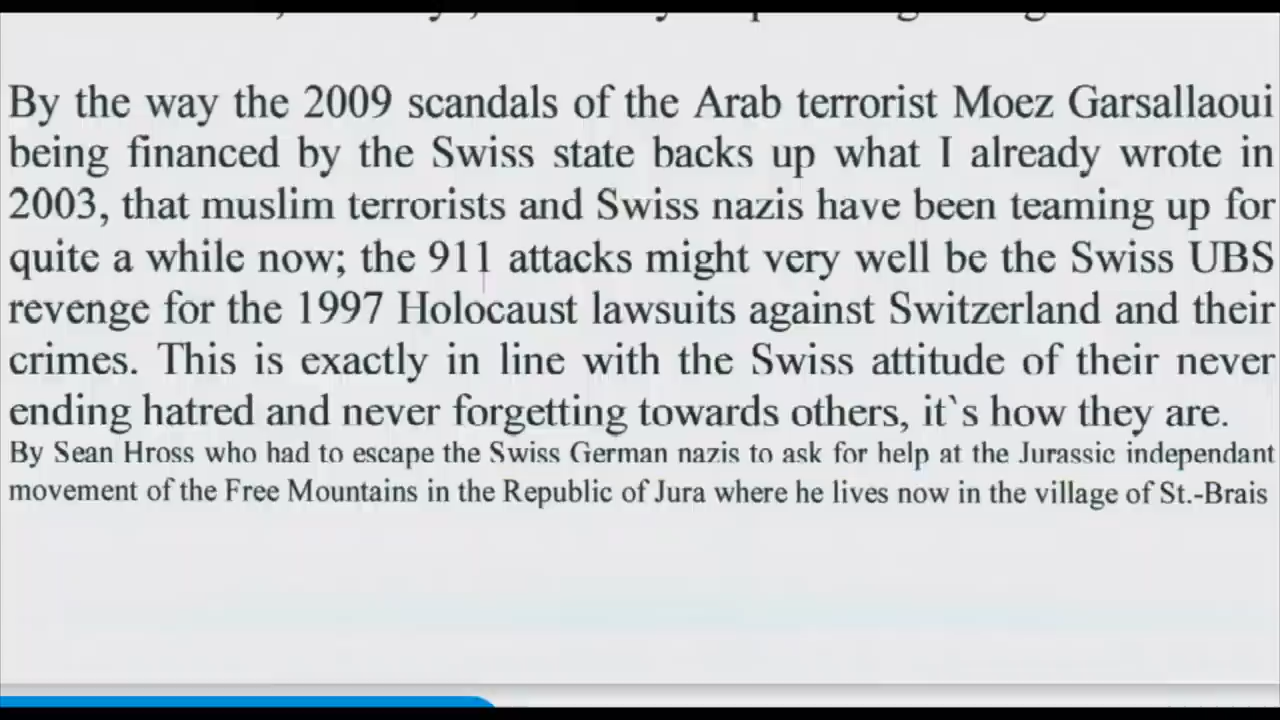 By the way the 2009 scandals of the Arab terrorist Moez Garsallaoui
being financed by the Swiss state backs up what I already wrote in
2003, that muslim terrorists and Swiss nazis have been teaming up for
quite a while now; the 911 attacks might very well be the Swiss UBS
revenge for the 1997 Holocaust lawsuits against Switzerland and their
crimes. This is exactly in line with the Swiss attitude of their never
ending hatred and never forgetting towards others, it`s how they are.
By Sean Hross who had to escape the Swiss German nazis to ask for help at the Jurassic independant
movement of the Free Mountains in the Republic of Jura where he lives now in the village of St.-Brais